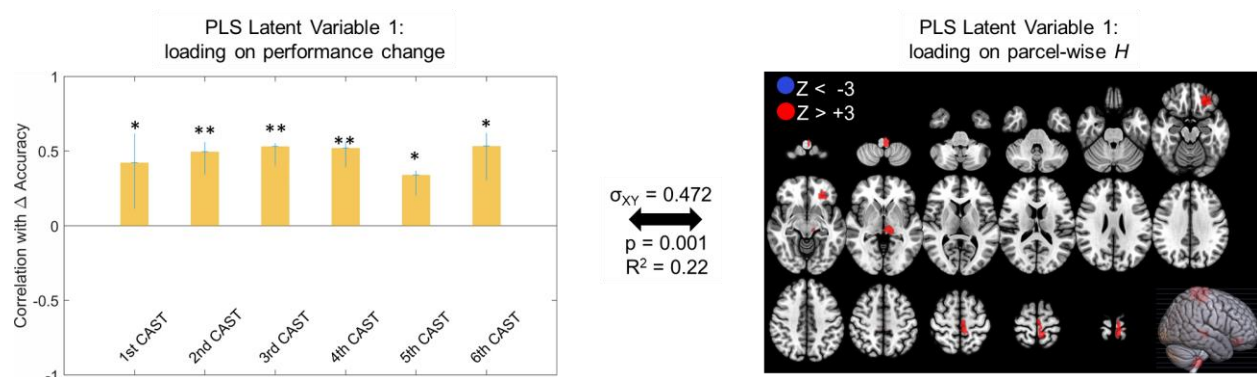 PLS Latent Variable 1:
loading on performance change
1
0.5
0
-0.5
-1
Correlation with Δ Accuracy
*
**
**
**
*
*
1st CAST
2nd CAST
3rd CAST
4th CAST
5th CAST
6th CAST
σXY = 0.472
p = 0.001
R² = 0.22
PLS Latent Variable 1:
loading on parcel-wise H
Z < -3
Z > +3